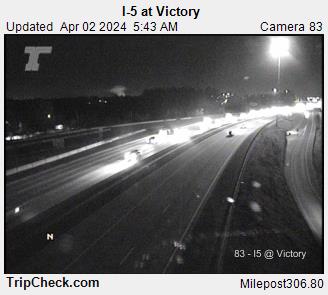 I-5 at Victory
Updated Apr 02 2024 5:43 AM Camera 83
T
N
83 - I5 @ Victory
TripCheck.com Milepost306.80